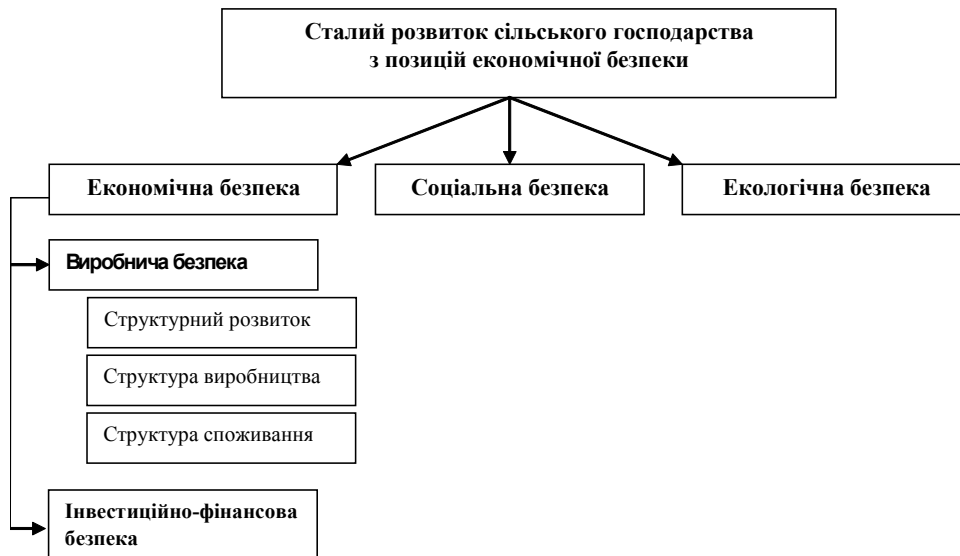 Сталий розвиток сільського господарства
з позицій економічної безпеки
Економічна безпека
Соціальна безпека
Екологічна безпека
Виробнича безпека
Структурний розвиток
Структура виробництва
Структура споживання
Інвестиційно-фінансова
безпека